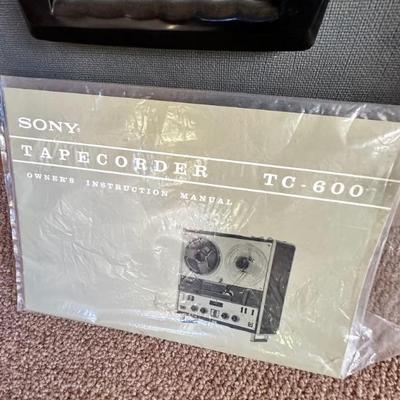 SONY
TAPECORDER TC-600
OWNER'S INSTRUCTION MANUAL